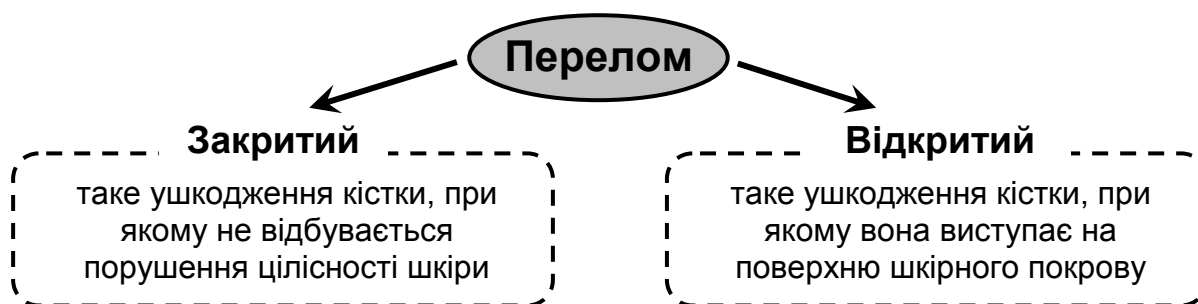 Перелом
Закритий
таке ушкодження кістки, при
якому не відбувається
порушення цілісності шкіри
Відкритий
таке ушкодження кістки, при
якому вона виступає на
поверхню шкірного покрову